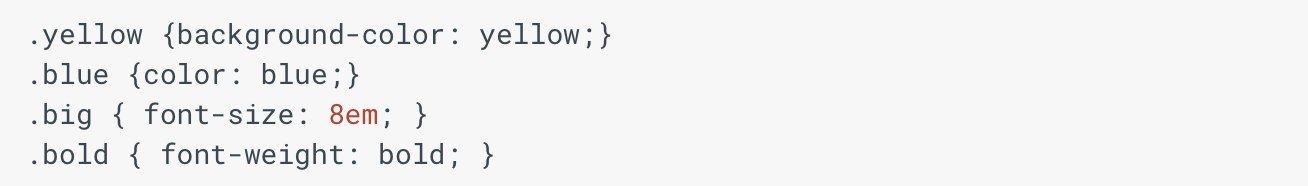 .yellow {background-color: yellow;}
.blue {color: blue;}
.big { font-size: 8em; }
.bold { font-weight: bold; }